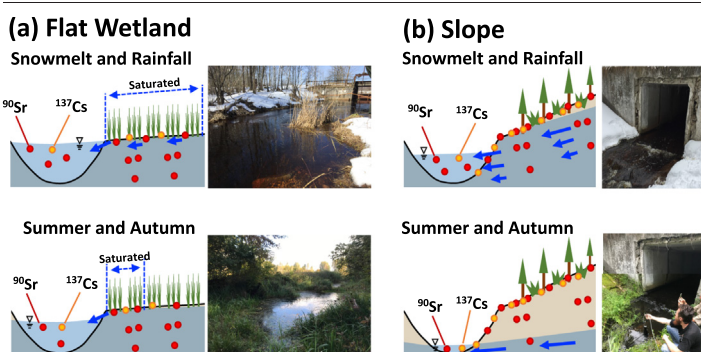 (a) Flat Wetland
Snowmelt and Rainfall
Saturated
90Sr
137Cs
Summer and Autumn
Saturated
90Sr
137Cs
(b) Slope
Snowmelt and Rainfall
90Sr
137Cs
Summer and Autumn
90Sr
137Cs